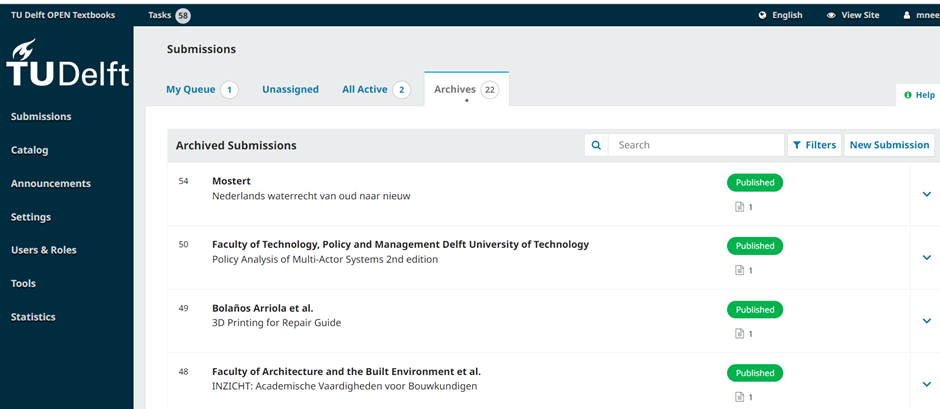 TU Delft OPEN Textbooks
Tasks 58
English
View Site
mnee
TUDelft
Submissions
Catalog
Announcements
Settings
Users & Roles
Tools
Statistics
Submissions
My Queue 1
Unassigned
All Active 2
Archives 22
Help
Archived Submissions
Search
Filters
New Submission
54
Mostert
Nederlands waterrecht van oud naar nieuw
Published
1
50
Faculty of Technology, Policy and Management Delft University of Technology
Policy Analysis of Multi-Actor Systems 2nd edition
Published
1
49
Bolaños Arriola et al.
3D Printing for Repair Guide
Published
1
48
Faculty of Architecture and the Built Environment et al.
INZICHT: Academische Vaardigheden voor Bouwkundigen
Published
1